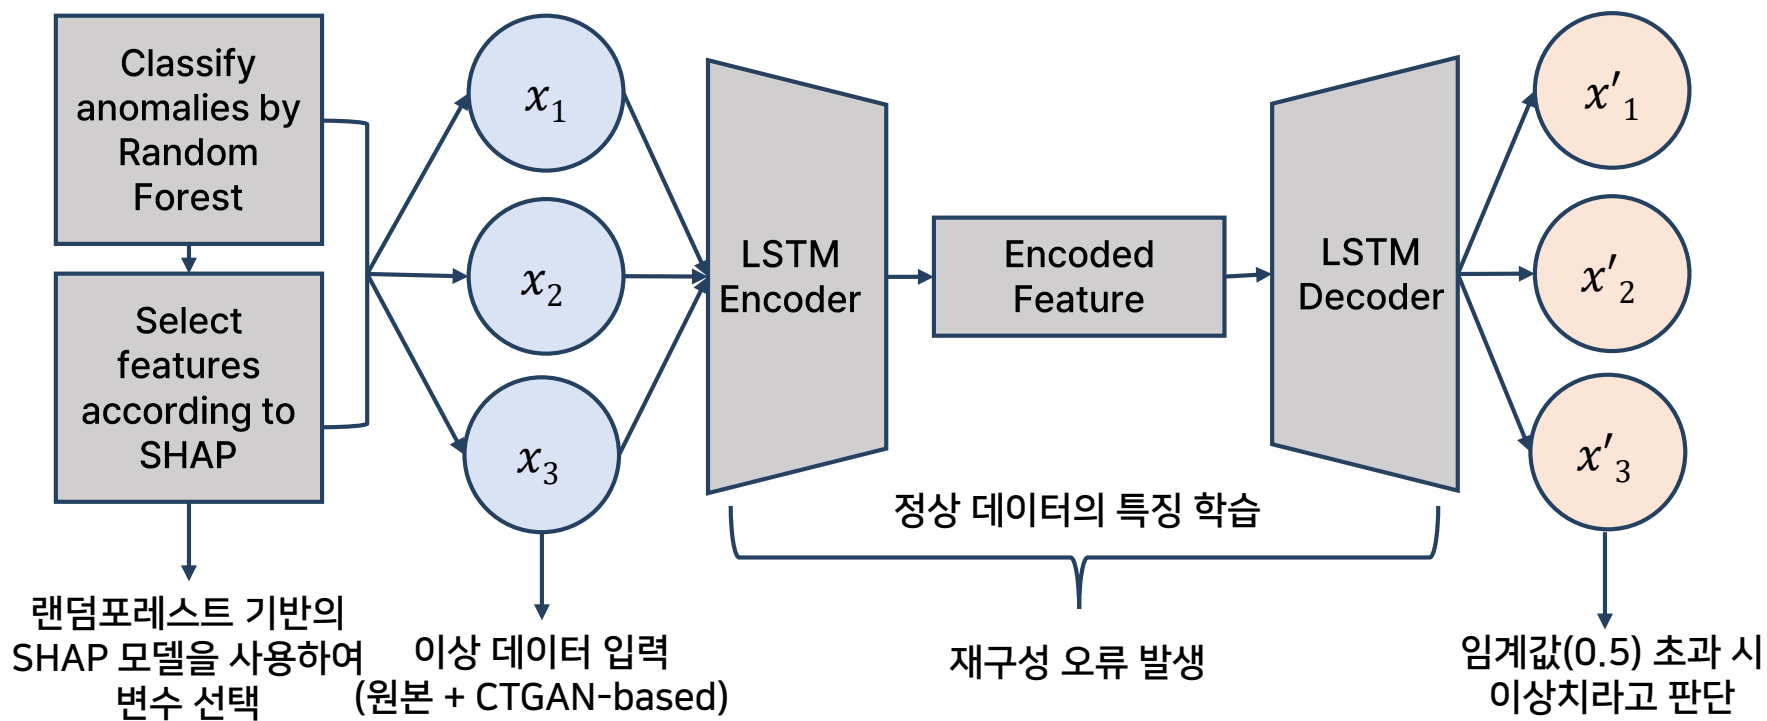 Classify
anomalies by
Random
Forest
Select
features
according to
SHAP
랜덤포레스트 기반의
SHAP 모델을 사용하여
변수 선택
x₁
x₂
x₃
이상 데이터 입력
(원본 + CTGAN-based)
LSTM
Encoder
Encoded
Feature
LSTM
Decoder
정상 데이터의 특징 학습
재구성 오류 발생
x′₁
x′₂
x′₃
임계값(0.5) 초과 시
이상치라고 판단